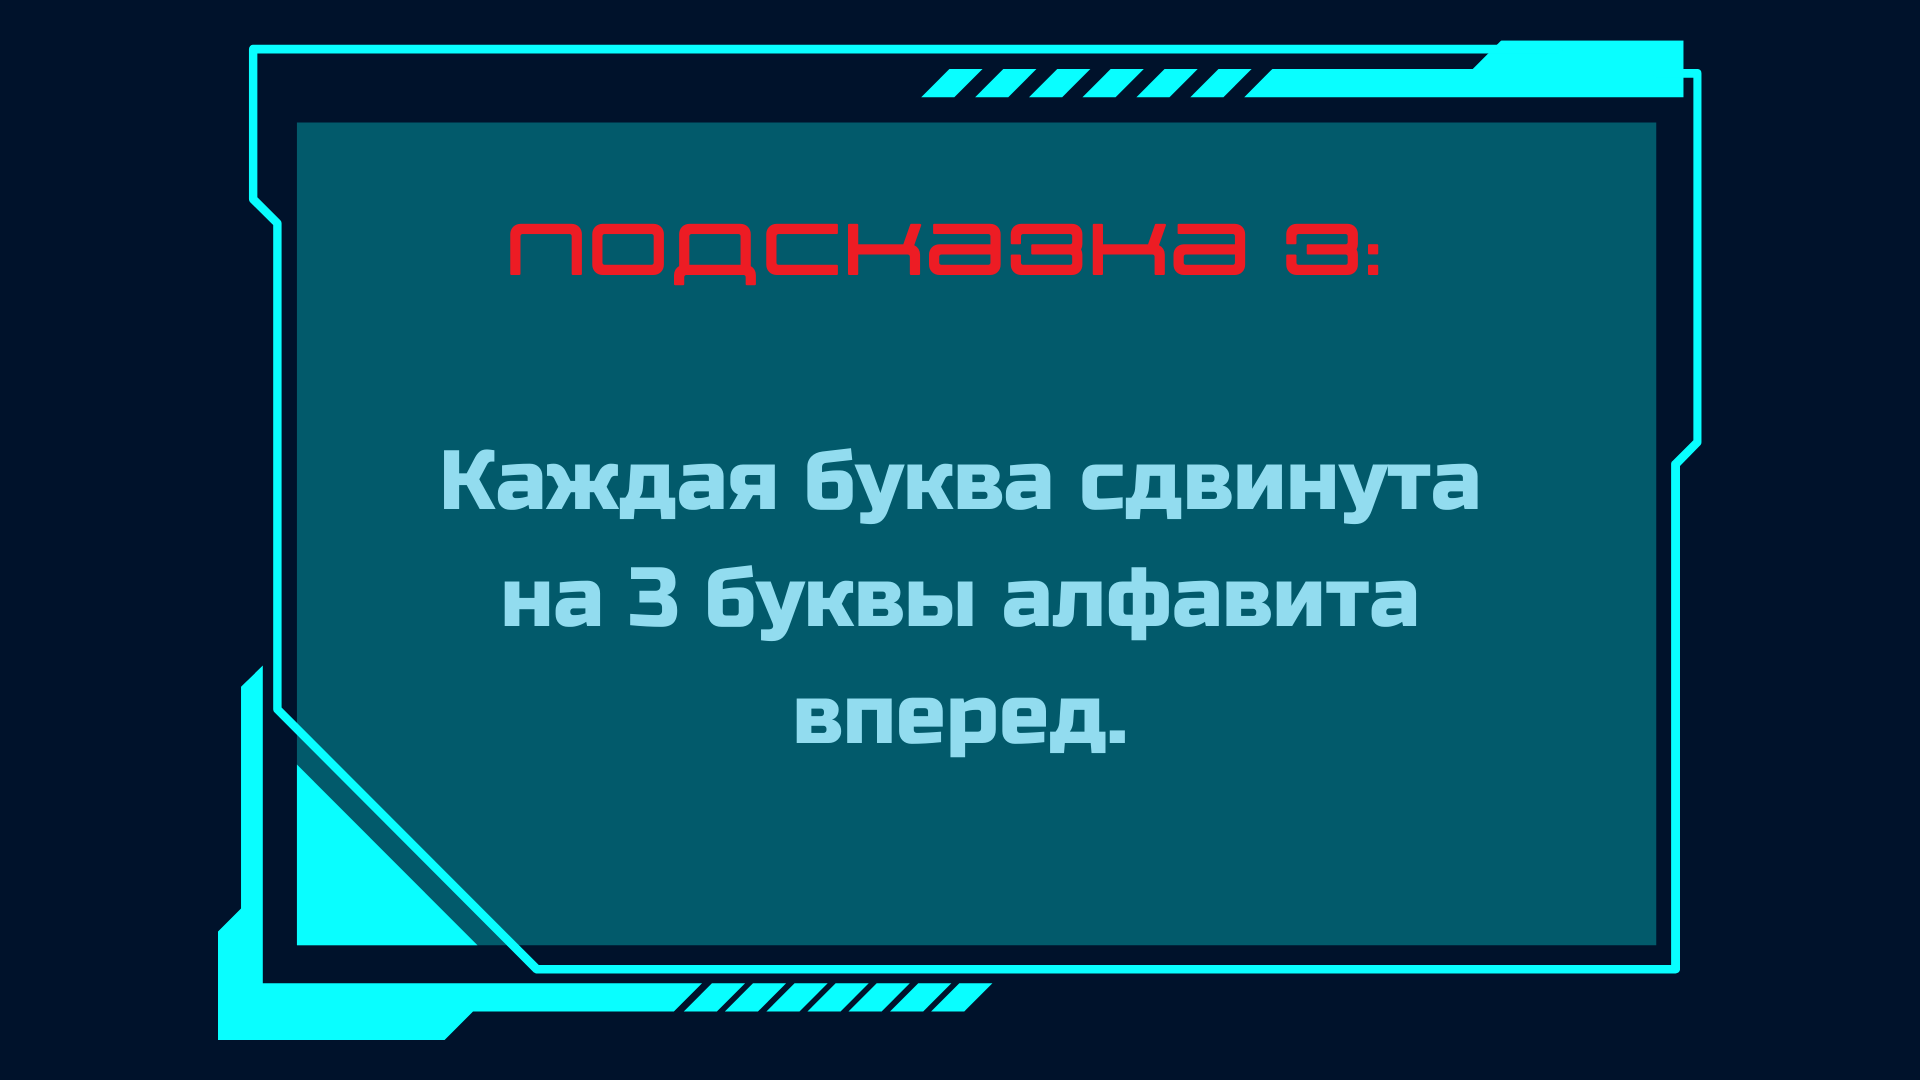 подсказка 3:
Каждая буква сдвинута
на 3 буквы алфавита
вперед.